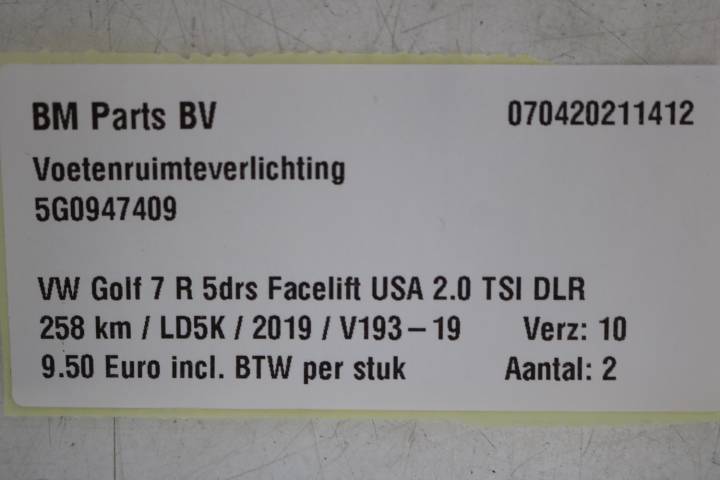 BM Parts BV 070420211412
Voetenruimteverlichting
5G0947409
VW Golf 7 R 5drs Facelift USA 2.0 TSI DLR
258 km / LD5K / 2019 / V193-19 Verz: 10
9.50 Euro incl. BTW per stuk Aantal: 2